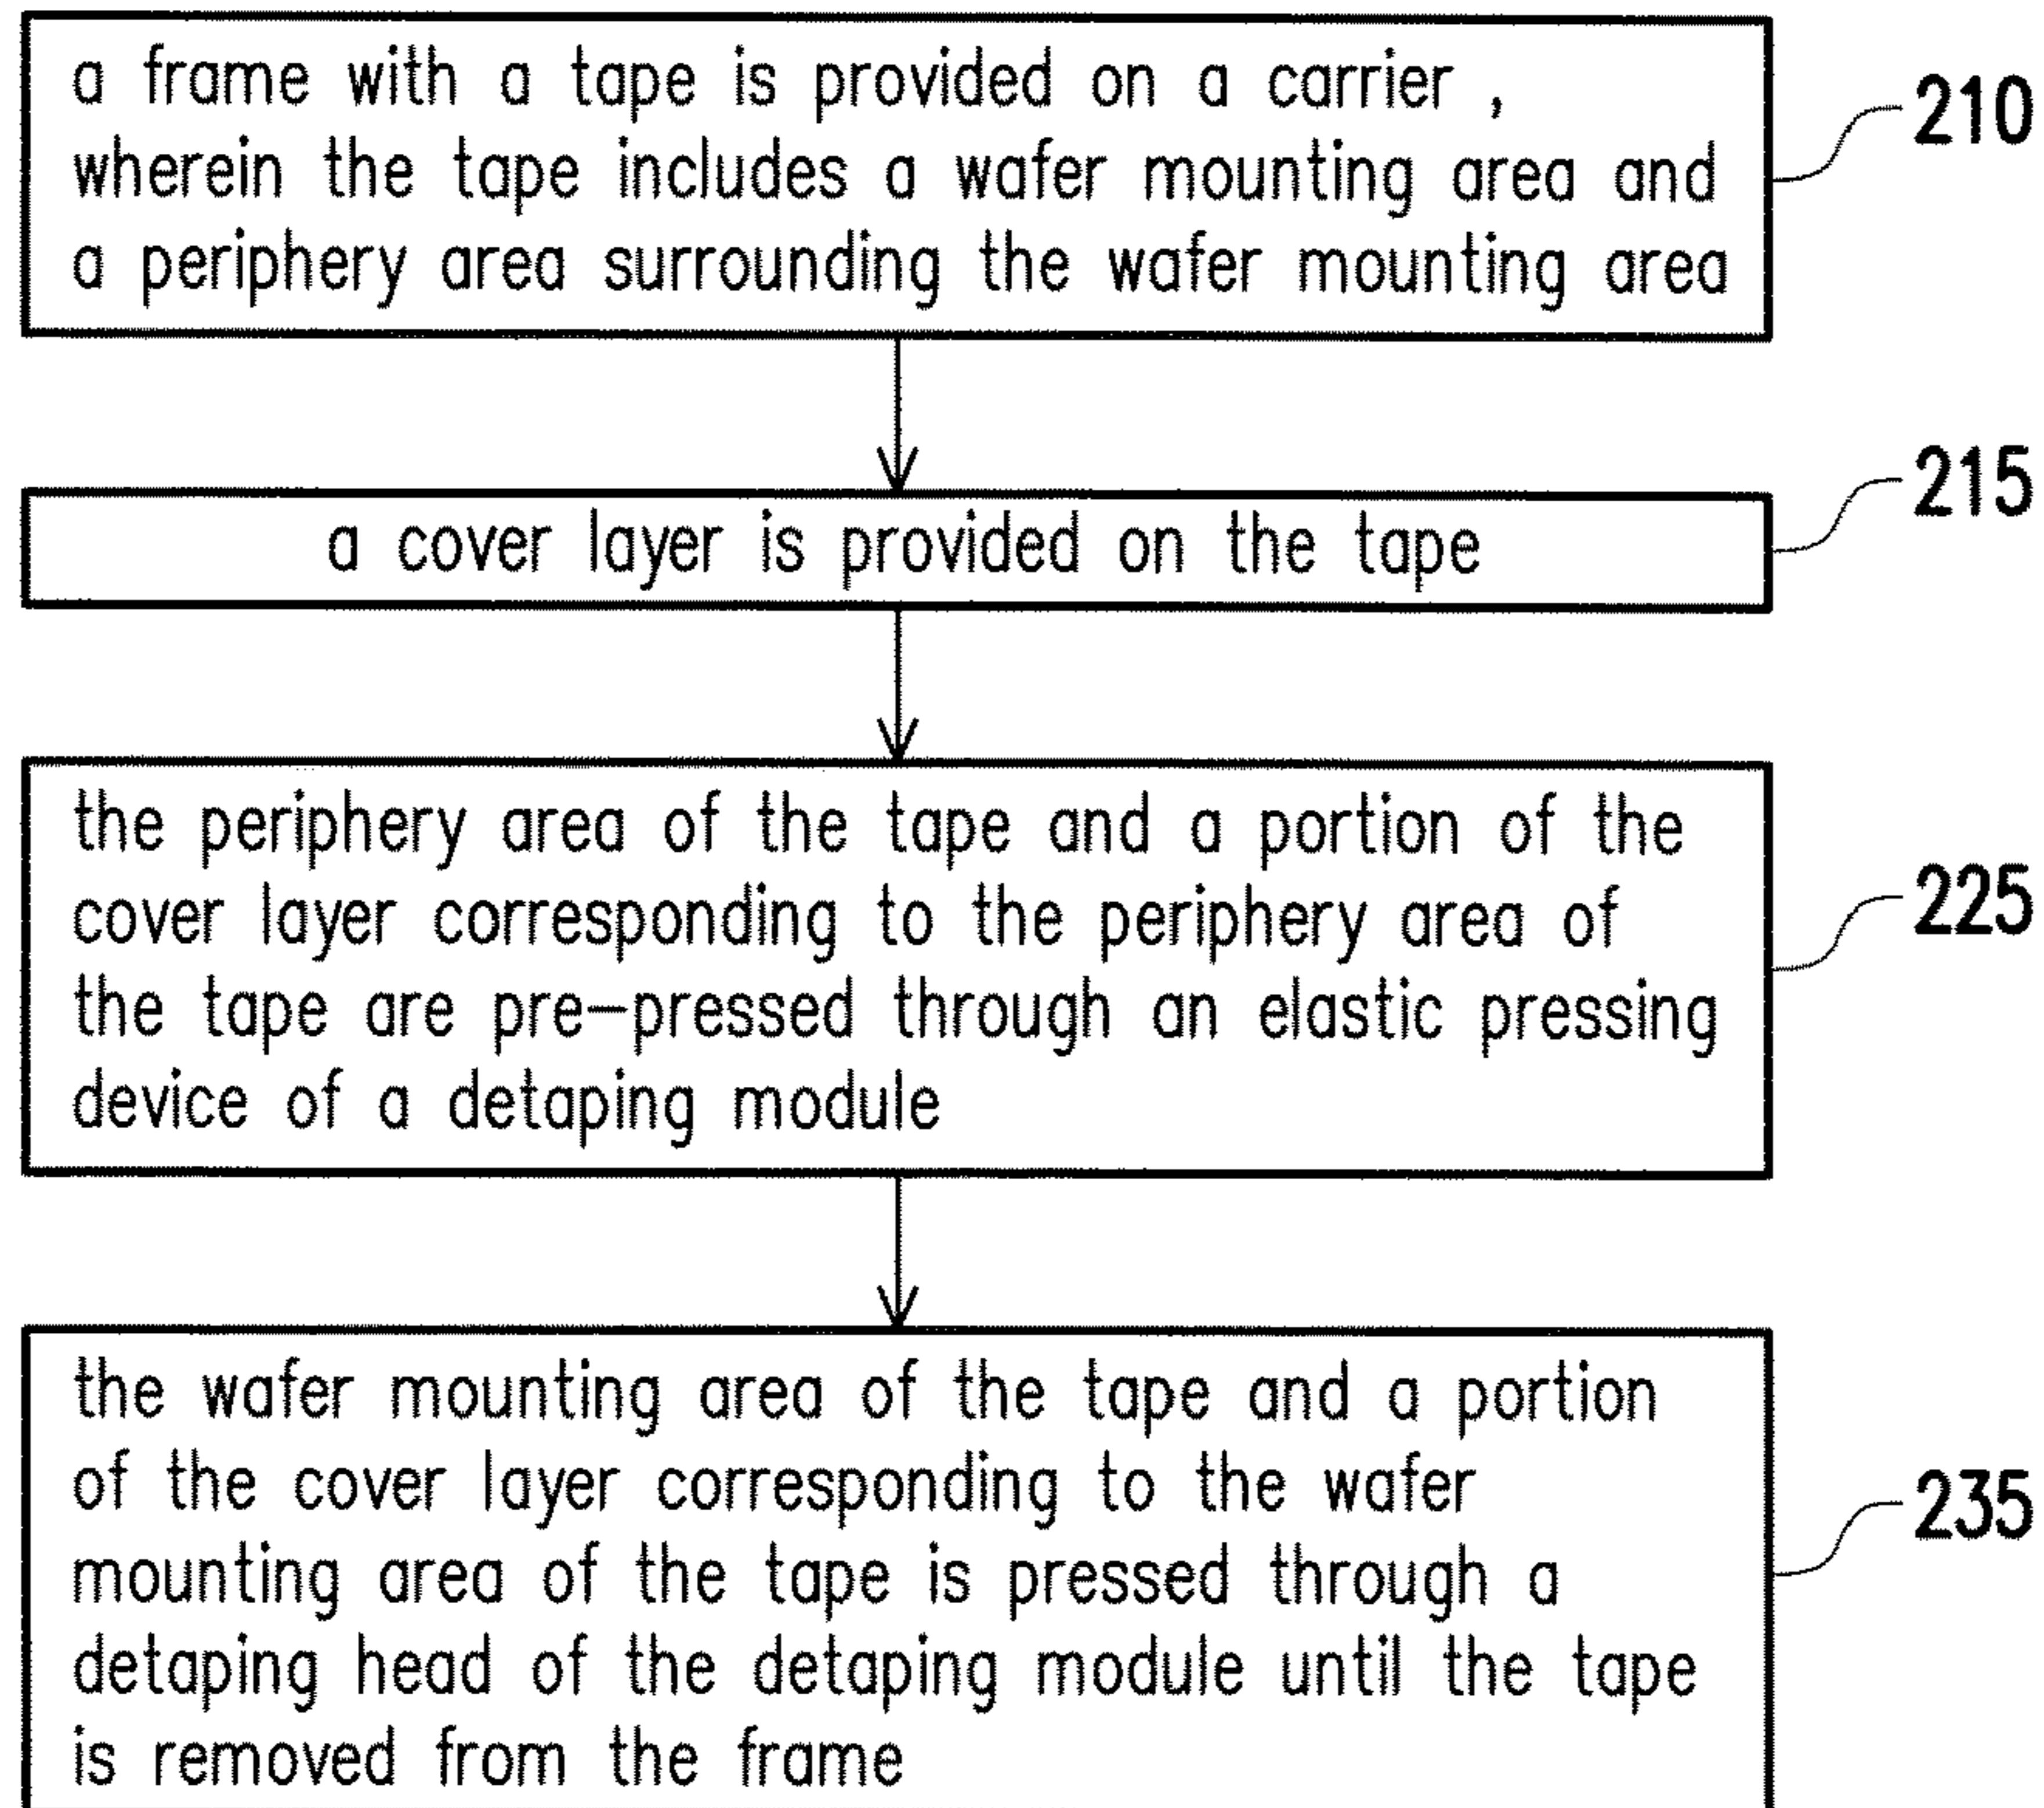 a frame with a tape is provided on a carrier ,
wherein the tape includes a wafer mounting area and
a periphery area surrounding the wafer mounting area
210
a cover layer is provided on the tape
215
the periphery area of the tape and a portion of the
cover layer corresponding to the periphery area of
the tape are pre-pressed through an elastic pressing
device of a detaping module
225
the wafer mounting area of the tape and a portion
of the cover layer corresponding to the wafer
mounting area of the tape is pressed through a
detaping head of the detaping module until the tape
is removed from the frame
235